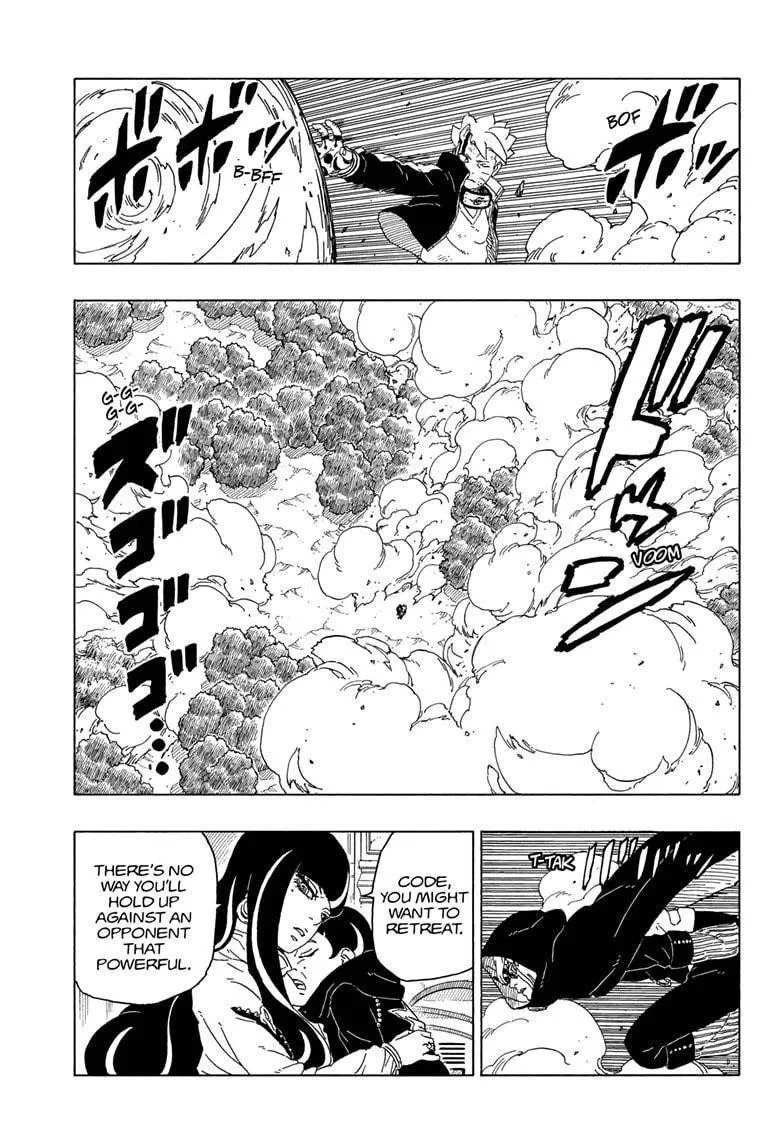 BOF
ボッ
ボボッ
B-BFF
ドゥン
VOOM
G-G-
G-G-
ズゴゴゴ…
T-TAK
CODE,
YOU MIGHT
WANT TO
RETREAT.
THERE'S NO
WAY YOU'LL
HOLD UP
AGAINST AN
OPPONENT
THAT
POWERFUL.